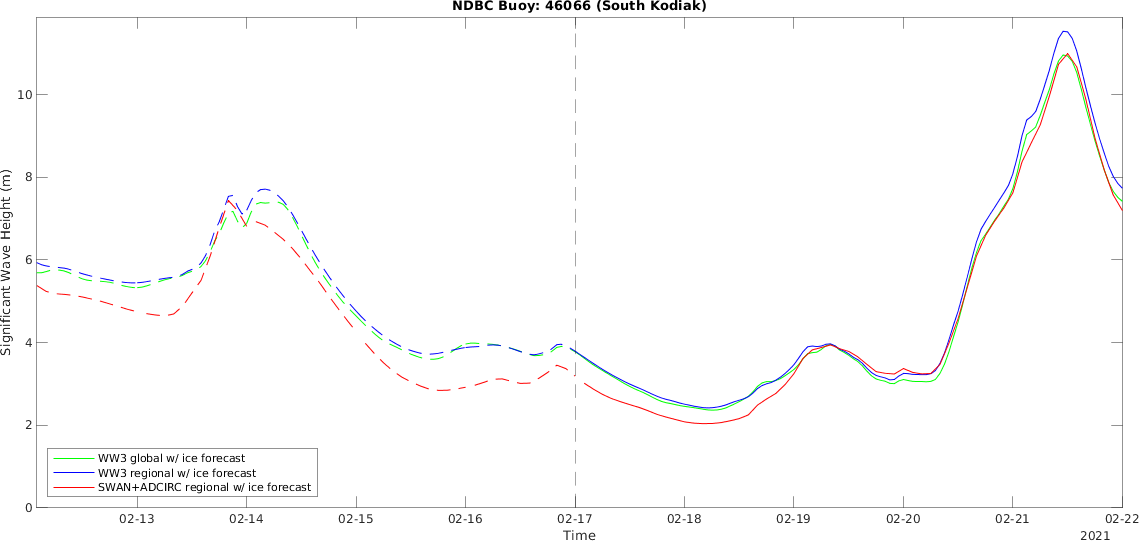 NDBC Buoy: 46066 (South Kodiak)
Significant Wave Height (m)
10
8
6
4
2
0
WW3 global w/ ice forecast
WW3 regional w/ ice forecast
SWAN+ADCIRC regional w/ ice forecast
02-13 02-14 02-15 02-16 02-17 02-18 02-19 02-20 02-21 02-22
Time
2021